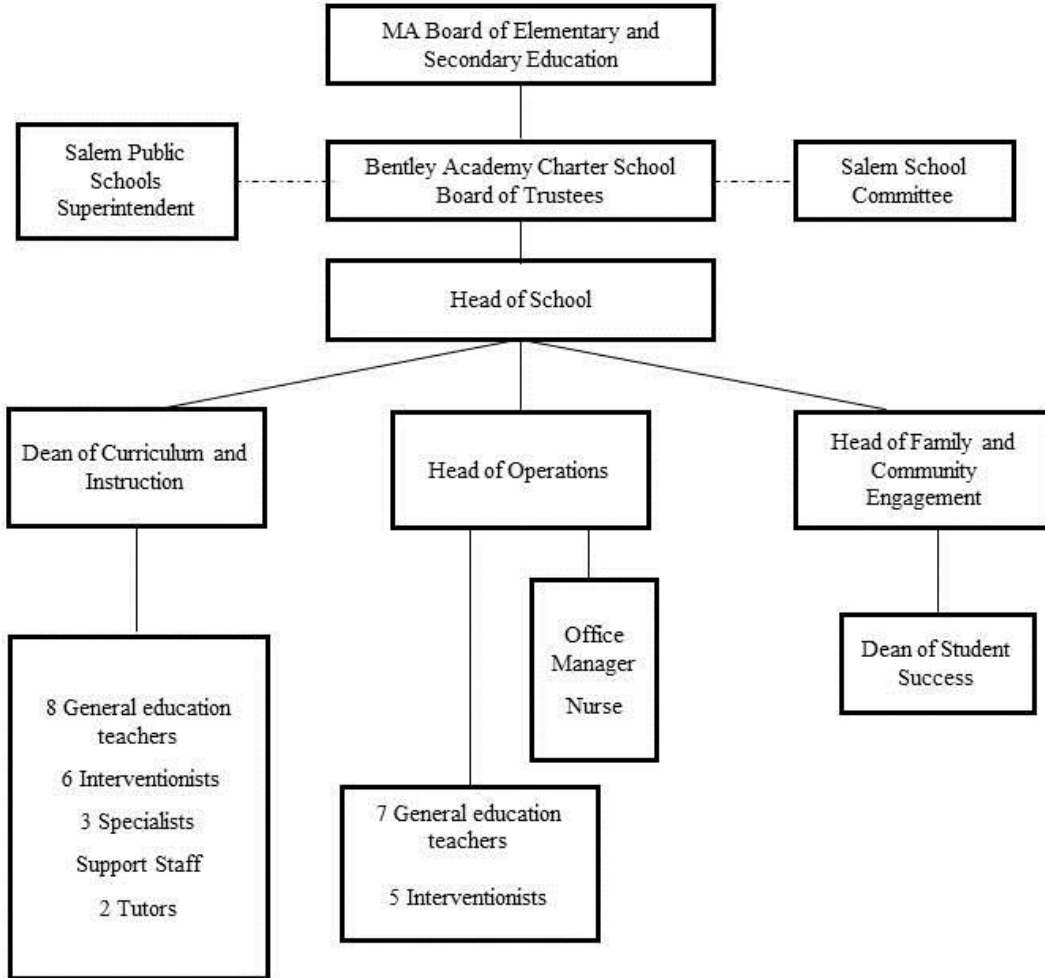 MA Board of Elementary and
Secondary Education
Salem Public
Schools
Superintendent
Bentley Academy Charter School
Board of Trustees
Salem School
Committee
Head of School
Dean of Curriculum and
Instruction
Head of Operations
Head of Family and
Community
Engagement
Office
Manager
Nurse
Dean of Student
Success
8 General education
teachers
6 Interventionists
3 Specialists
Support Staff
2 Tutors
7 General education
teachers
5 Interventionists